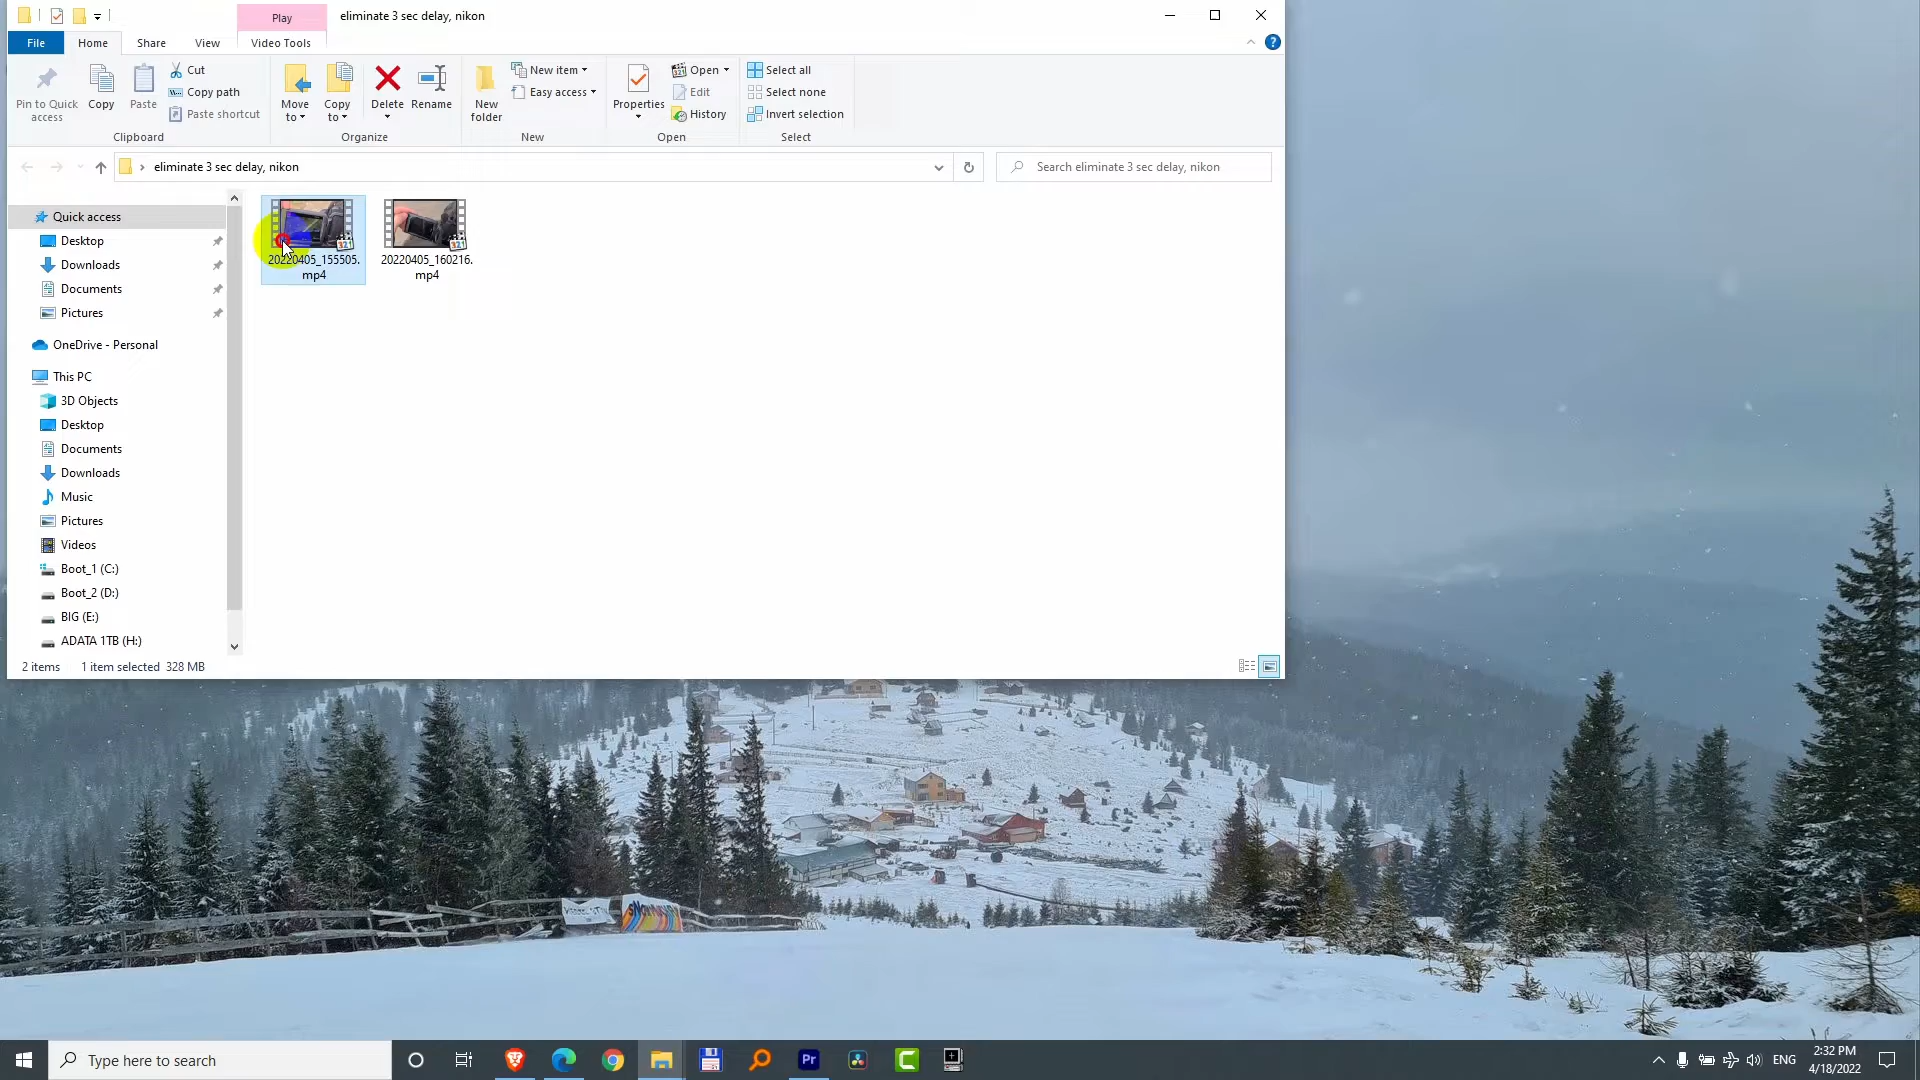 Play
eliminate 3 sec delay, nikon
File
Home
Share
View
Video Tools
Pin to Quick access
Copy
Paste
Cut
Copy path
Paste shortcut
Clipboard
Move to
Copy to
Delete
Rename
Organize
New folder
New item
Easy access
New
Properties
Open
Edit
History
Open
Select all
Select none
Invert selection
Select
eliminate 3 sec delay, nikon
Search eliminate 3 sec delay, nikon
Quick access
Desktop
Downloads
Documents
Pictures
OneDrive - Personal
This PC
3D Objects
Desktop
Documents
Downloads
Music
Pictures
Videos
Boot_1 (C:)
Boot_2 (D:)
BIG (E:)
ADATA 1TB (H:)
321
20220405_155505.
mp4
321
20220405_160216.
mp4
2 items
1 item selected 328 MB
Type here to search
Pr
ENG
2:32 PM
4/18/2022